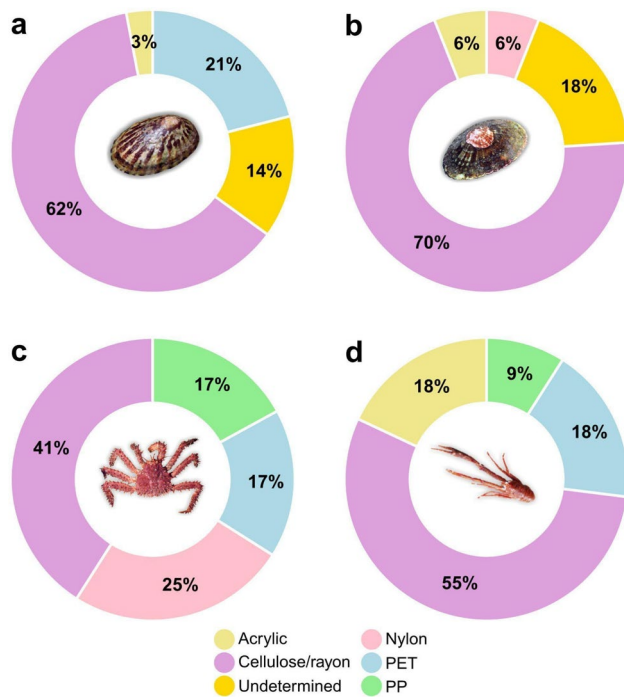 a
3%
21%
14%
62%
b
6%
6%
18%
70%
c
17%
41%
17%
25%
d
18%
9%
18%
55%
Acrylic
Nylon
Cellulose/rayon
PET
Undetermined
PP